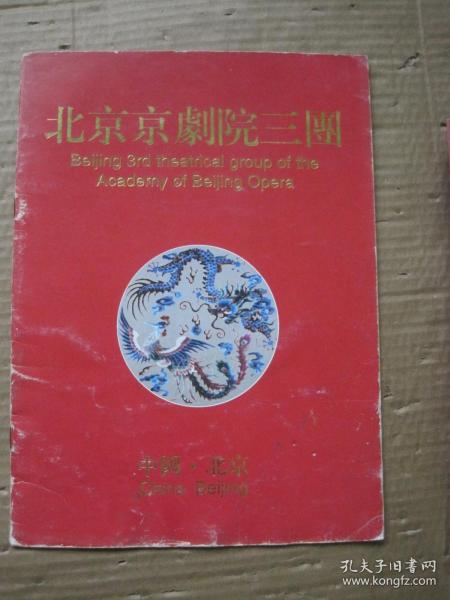 北京京劇院三團
Beijing 3rd theatrical group of the
Academy of Beijing Opera
中國·北京
China Beijing
孔夫子旧书网
www.kongfz.com